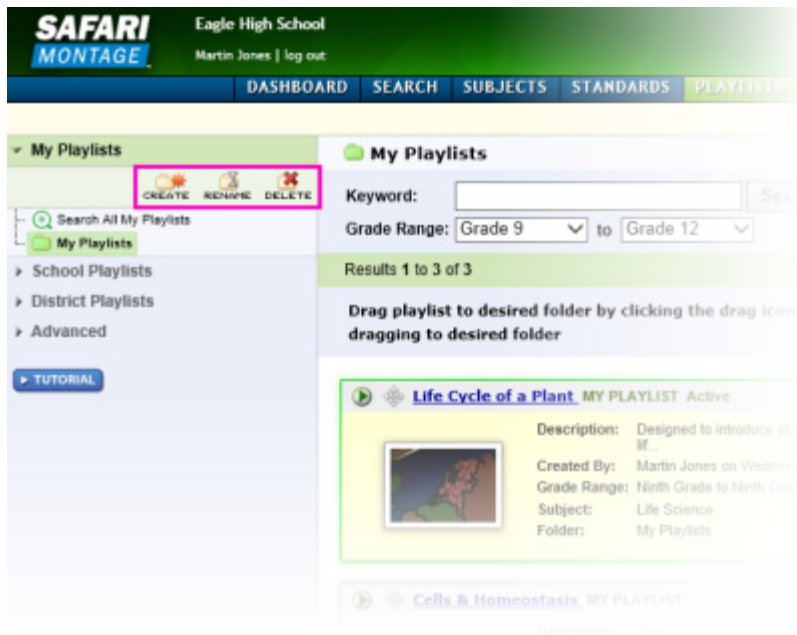 SAFARI
MONTAGE
Eagle High School
Martin Jones | log out
DASHBOARD SEARCH SUBJECTS STANDARDS PLAYLISTS
My Playlists
CREATE RENAME DELETE
Search All My Playlists
My Playlists
School Playlists
District Playlists
Advanced
TUTORIAL
My Playlists
Keyword:
Grade Range: Grade 9 to Grade 12
Results 1 to 3 of 3
Drag playlist to desired folder by clicking the drag icon
dragging to desired folder
Life Cycle of a Plant MY PLAYLIST Active
Description: Designed to introduce
lif...
Created By: Martin Jones on
Grade Range: Ninth Grade to Ninth
Subject: Life Science
Folder: My Playlists
Cells & Homeostasis MY PLAYLIST